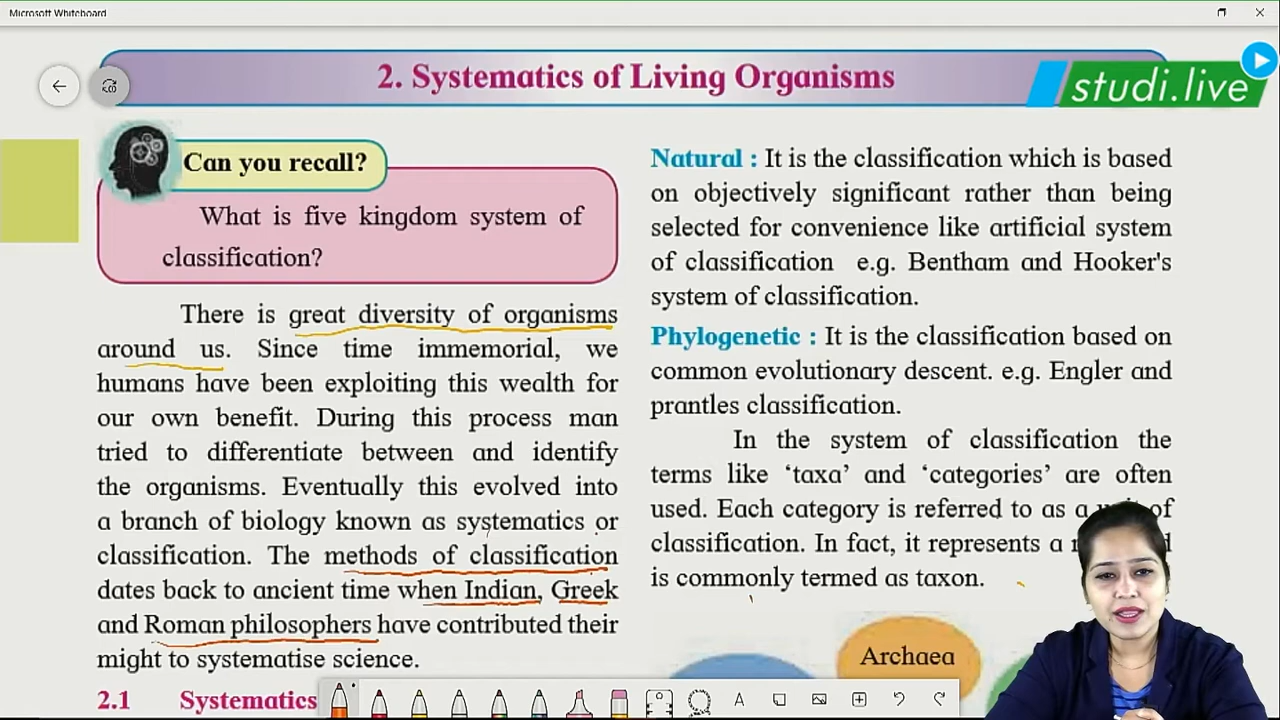 Microsoft Whiteboard
2. Systematics of Living Organisms
studi.live
Can you recall?
What is five kingdom system of
classification?
There is great diversity of organisms
around us. Since time immemorial, we
humans have been exploiting this wealth for
our own benefit. During this process man
tried to differentiate between and identify
the organisms. Eventually this evolved into
a branch of biology known as systematics or
classification. The methods of classification
dates back to ancient time when Indian, Greek
and Roman philosophers have contributed their
might to systematise science.
2.1 Systematics
Natural : It is the classification which is based
on objectively significant rather than being
selected for convenience like artificial system
of classification e.g. Bentham and Hooker's
system of classification.
Phylogenetic : It is the classification based on
common evolutionary descent. e.g. Engler and
prantles classification.
In the system of classification the
terms like ‘taxa’ and ‘categories’ are often
used. Each category is referred to as a of
classification. In fact, it represents a
is commonly termed as taxon.
Archaea
A